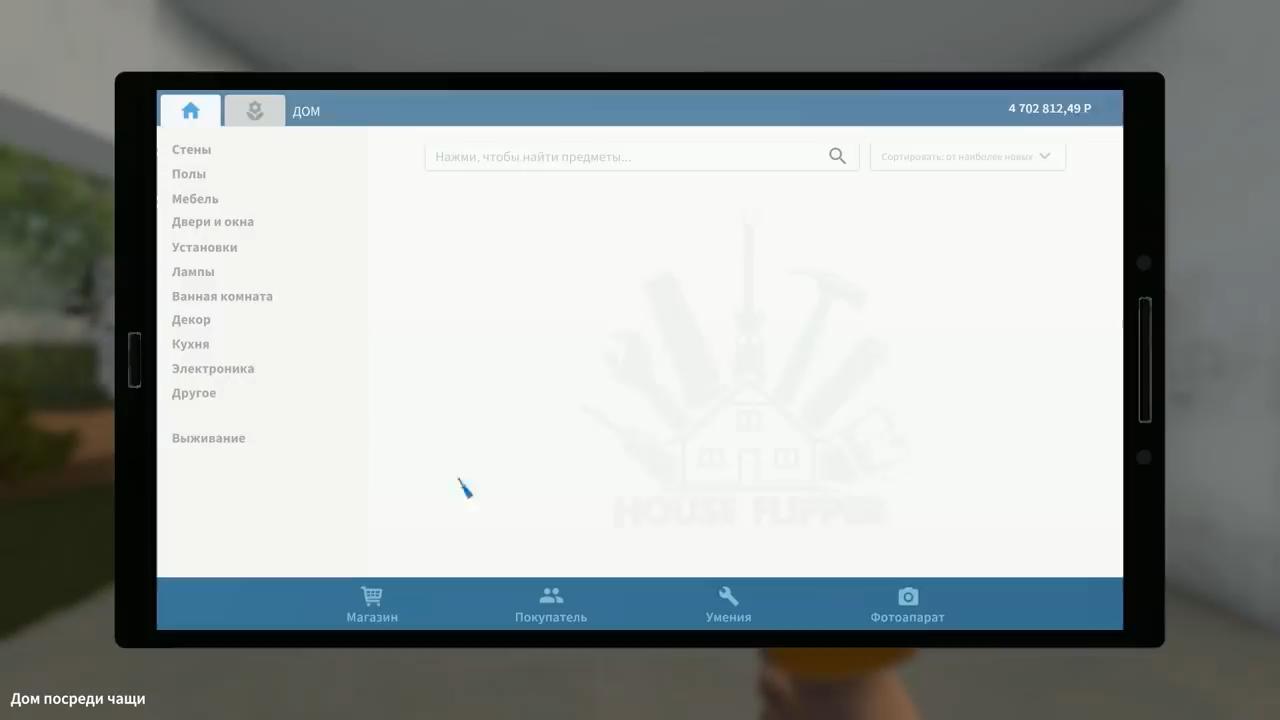 ДОМ
4 702 812,49 Р
Стены
Полы
Мебель
Двери и окна
Установки
Лампы
Ванная комната
Декор
Кухня
Электроника
Другое
Выживание
Нажми, чтобы найти предметы...
Сортировать: от наиболее новых
HOUSE FLIPPER
Магазин
Покупатель
Умения
Фотоапарат
Дом посреди чащи